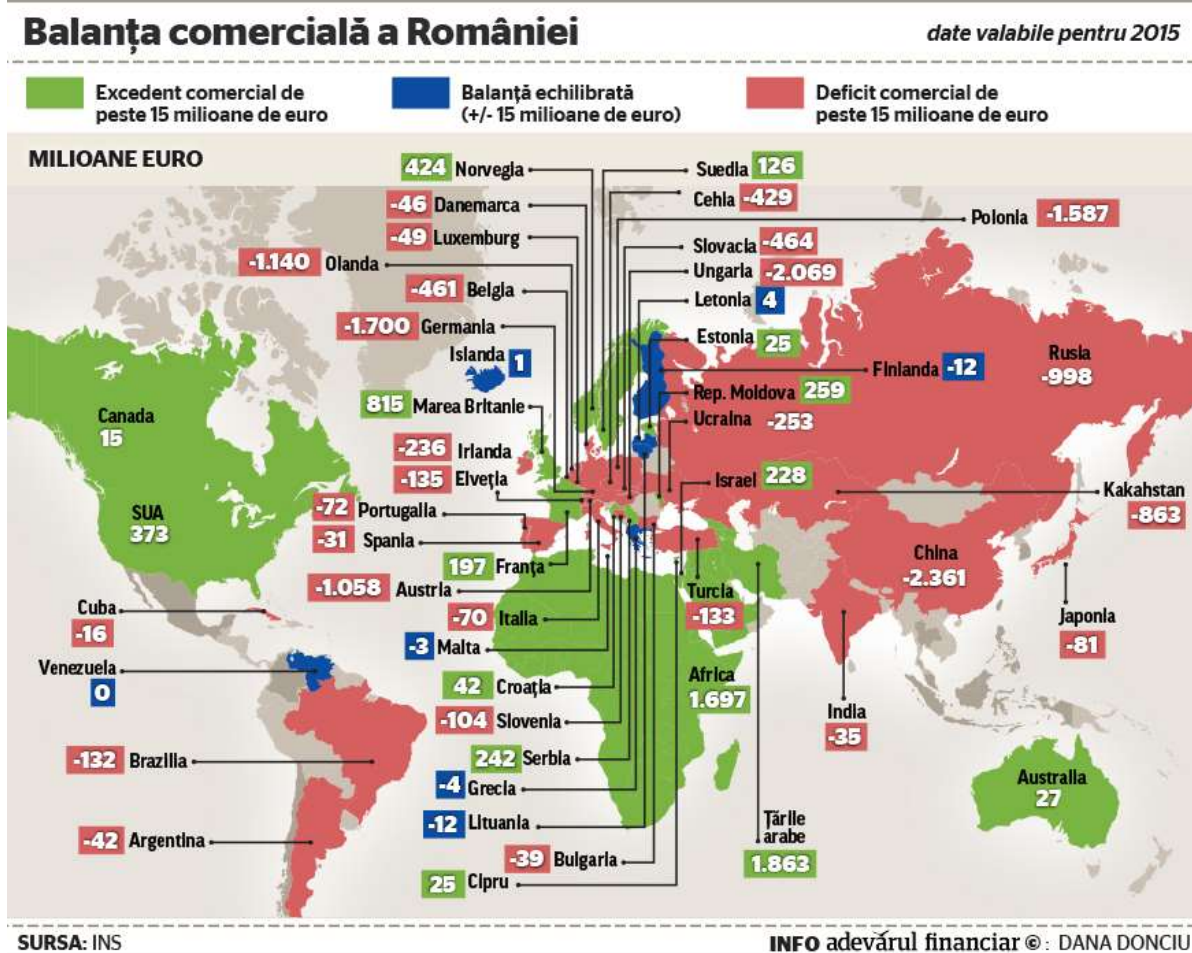 Balanța comercială a României
date valabile pentru 2015
Excedent comercial de
peste 15 milioane de euro
Balanță echilibrată
(+/- 15 milioane de euro)
Deficit comercial de
peste 15 milioane de euro
MILIOANE EURO
424 Norvegia
-46 Danemarca
-49 Luxemburg
-1.140 Olanda
-461 Belgia
-1.700 Germania
Islanda 1
815 Marea Britanie
-236 Irlanda
-135 Elveția
-72 Portugalia
-31 Spania
197 Franța
-1.058 Austria
-70 Italia
-3 Malta
42 Croația
-104 Slovenia
242 Serbia
-4 Grecia
-12 Lituania
-39 Bulgaria
25 Cipru
Suedia 126
Cehia -429
Polonia -1.587
Slovacia -464
Ungaria -2.069
Letonia 4
Estonia 25
Finlanda -12
Rep. Moldova 259
Ucraina -253
Israel 228
Rusia
-998
Kakahstan
-863
China
-2.361
Turcia
-133
Japonia
-81
India
-35
Africa
1.697
Țările
arabe
1.863
Australia
27
Canada
15
SUA
373
Cuba
-16
Venezuela
0
-132 Brazilia
-42 Argentina
SURSA: INS
INFO adevărul financiar ©: DANA DONCIU